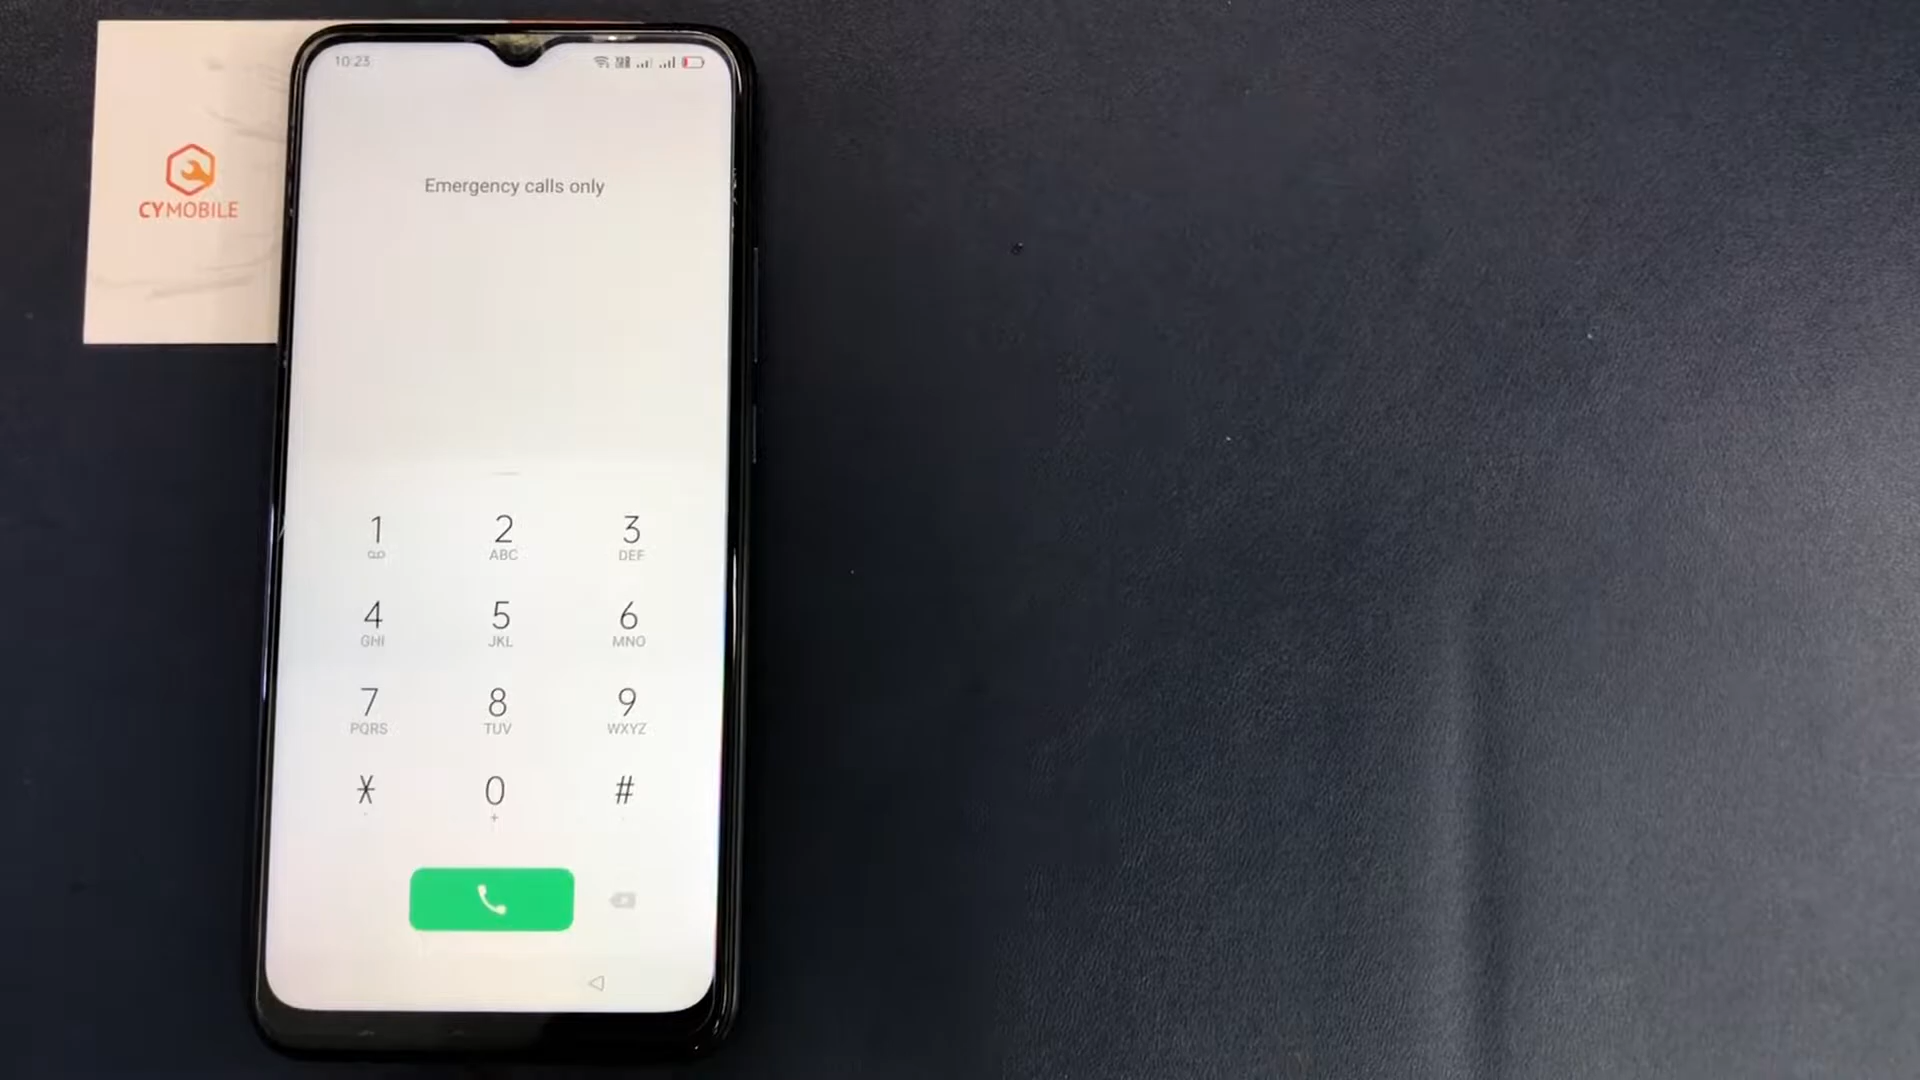 10:23
CYMOBILE
Emergency calls only
1 2 3
ABC DEF
4 5 6
GHI JKL MNO
7 8 9
PQRS TUV WXYZ
* 0 #
+